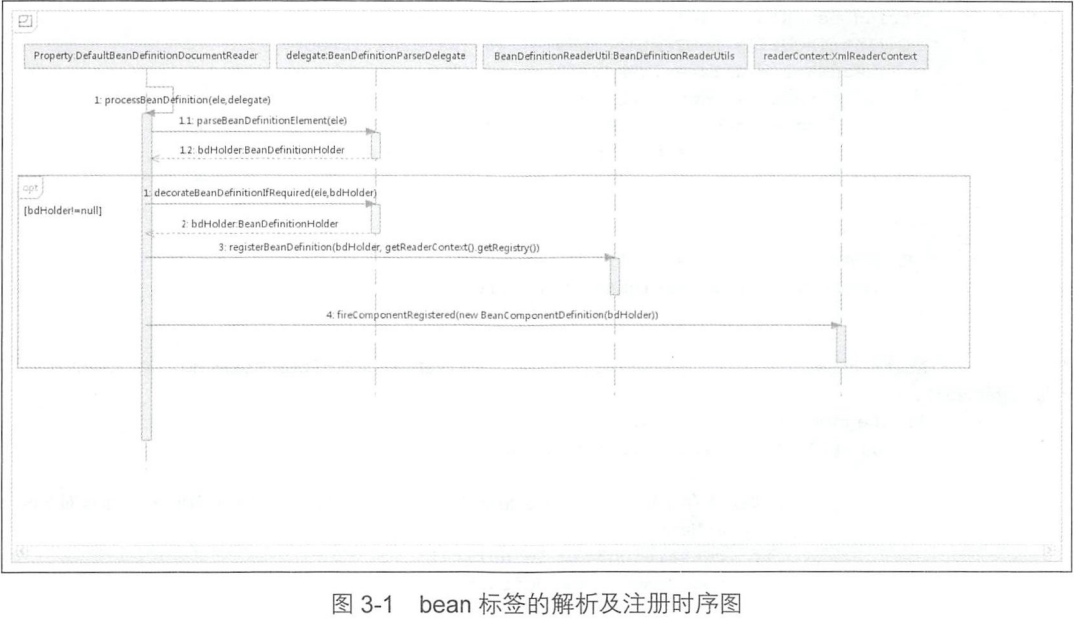 Property:DefaultBeanDefinitionDocumentReader
delegate:BeanDefinitionParserDelegate
BeanDefinitionReaderUtil:BeanDefinitionReaderUtils
readerContext:XmlReaderContext
1: processBeanDefinition(ele,delegate)
1.1: parseBeanDefinitionElement(ele)
1.2: bdHolder:BeanDefinitionHolder
opt
[bdHolder!=null]
1: decorateBeanDefinitionIfRequired(ele,bdHolder)
2: bdHolder:BeanDefinitionHolder
3: registerBeanDefinition(bdHolder, getReaderContext().getRegistry())
4: fireComponentRegistered(new BeanComponentDefinition(bdHolder))
图 3-1 bean 标签的解析及注册时序图